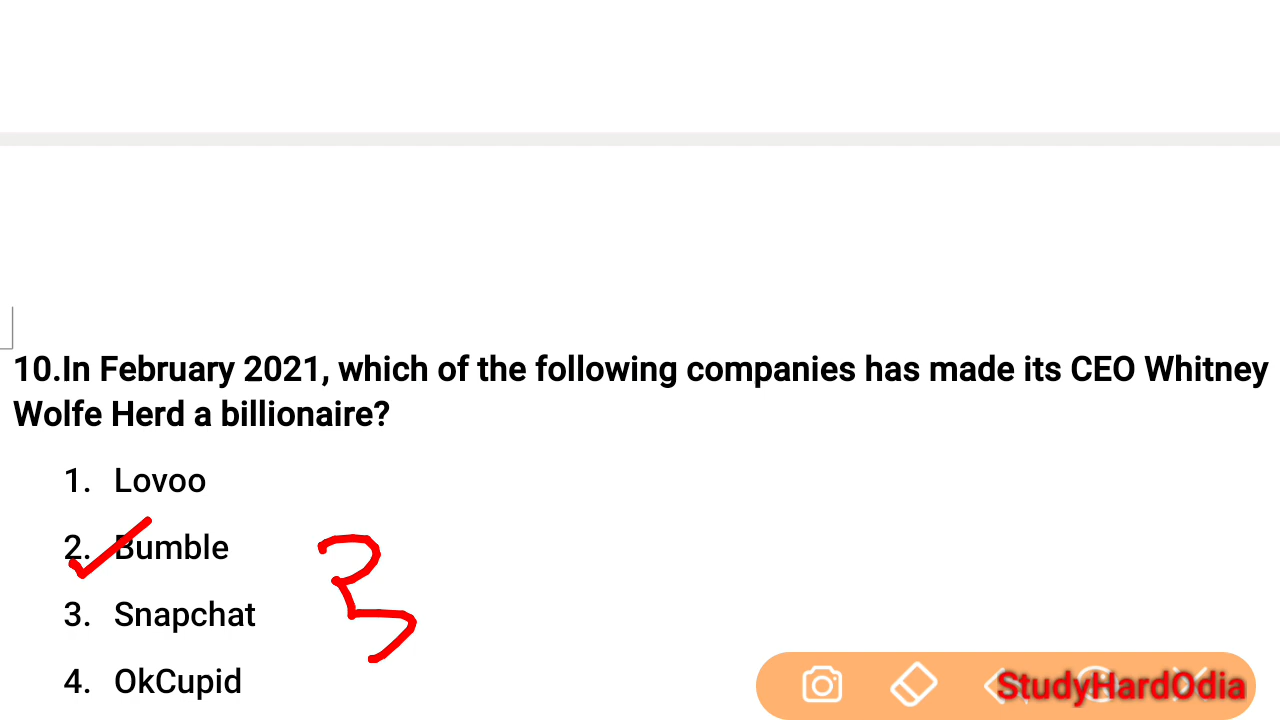 10.In February 2021, which of the following companies has made its CEO Whitney
Wolfe Herd a billionaire?
1. Lovoo
2. Bumble
3. Snapchat
4. OkCupid
StudyHardOdia